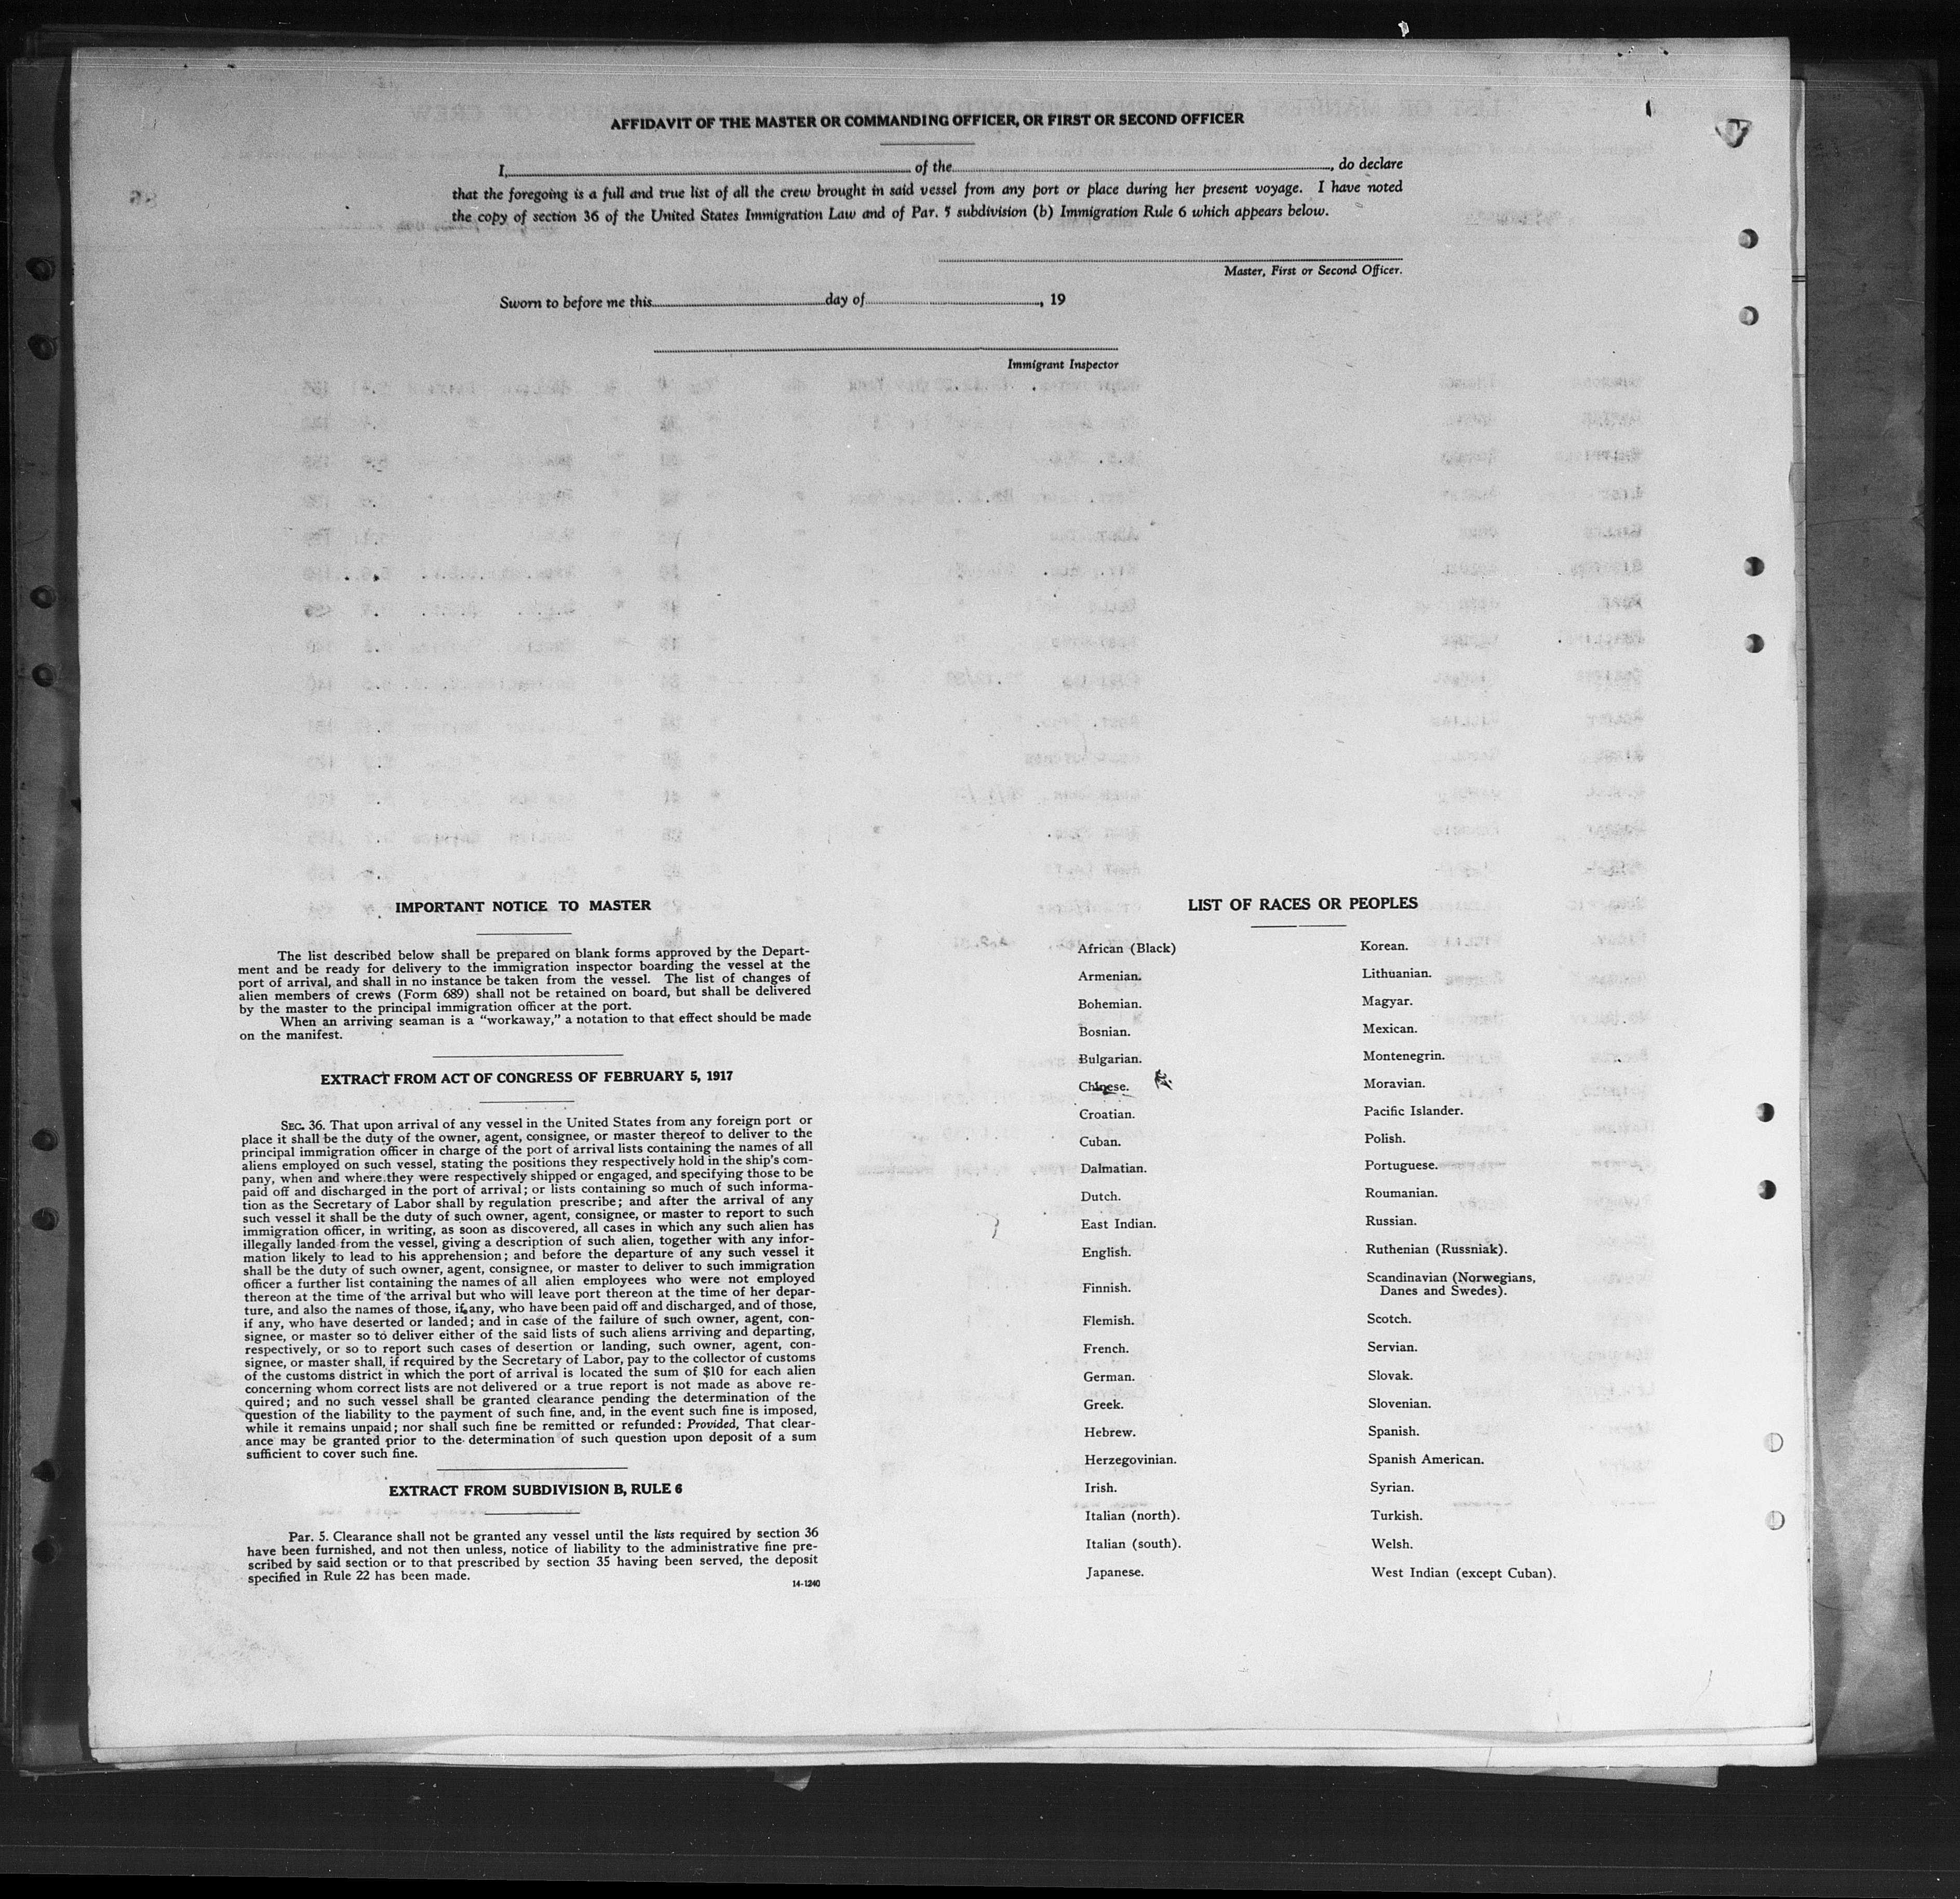 AFFIDAVIT OF THE MASTER OR COMMANDING OFFICER, OR FIRST OR SECOND OFFICER
I, of the , do declare
that the foregoing is a full and true list of all the crew brought in said vessel from any port or place during her present voyage. I have noted
the copy of section 36 of the United States Immigration Law and of Par. 5 subdivision (b) Immigration Rule 6 which appears below.
Master, First or Second Officer.
Sworn to before me this day of , 19
Immigrant Inspector
IMPORTANT NOTICE TO MASTER
The list described below shall be prepared on blank forms approved by the Depart-
ment and be ready for delivery to the immigration inspector boarding the vessel at the
port of arrival, and shall in no instance be taken from the vessel. The list of changes of
alien members of crews (Form 689) shall not be retained on board, but shall be delivered
by the master to the principal immigration officer at the port.
When an arriving seaman is a "workaway," a notation to that effect should be made
on the manifest.
EXTRACT FROM ACT OF CONGRESS OF FEBRUARY 5, 1917
SEC. 36. That upon arrival of any vessel in the United States from any foreign port or
place it shall be the duty of the owner, agent, consignee, or master thereof to deliver to the
principal immigration officer in charge of the port of arrival lists containing the names of all
aliens employed on such vessel, stating the positions they respectively hold in the ship's com-
pany, when and where they were respectively shipped or engaged, and specifying those to be
paid off and discharged in the port of arrival; or lists containing so much of such informa-
tion as the Secretary of Labor shall by regulation prescribe; and after the arrival of any
such vessel it shall be the duty of such owner, agent, consignee, or master to report to such
immigration officer, in writing, as soon as discovered, all cases in which any such alien has
illegally landed from the vessel, giving a description of such alien, together with any infor-
mation likely to lead to his apprehension; and before the departure of any such vessel it
shall be the duty of such owner, agent, consignee, or master to deliver to such immigration
officer a further list containing the names of all alien employees who were not employed
thereon at the time of the arrival but who will leave port thereon at the time of her depar-
ture, and also the names of those, if any, who have been paid off and discharged, and of those,
if any, who have deserted or landed; and in case of the failure of such owner, agent, con-
signee, or master so to deliver either of the said lists of such aliens arriving and departing,
respectively, or so to report such cases of desertion or landing, such owner, agent, con-
signee, or master shall, if required by the Secretary of Labor, pay to the collector of customs
of the customs district in which the port of arrival is located the sum of $10 for each alien
concerning whom correct lists are not delivered or a true report is not made as above re-
quired; and no such vessel shall be granted clearance pending the determination of the
question of the liability to the payment of such fine, and, in the event such fine is imposed,
while it remains unpaid; nor shall such fine be remitted or refunded: Provided, That clear-
ance may be granted prior to the determination of such question upon deposit of a sum
sufficient to cover such fine.
EXTRACT FROM SUBDIVISION B, RULE 6
Par. 5. Clearance shall not be granted any vessel until the lists required by section 36
have been furnished, and not then unless, notice of liability to the administrative fine pre-
scribed by said section or to that prescribed by section 35 having been served, the deposit
specified in Rule 22 has been made.
14-1240
LIST OF RACES OR PEOPLES
African (Black)
Armenian.
Bohemian.
Bosnian.
Bulgarian.
Chinese.
Croatian.
Cuban.
Dalmatian.
Dutch.
East Indian.
English.
Finnish.
Flemish.
French.
German.
Greek.
Hebrew.
Herzegovinian.
Irish.
Italian (north).
Italian (south).
Japanese.
Korean.
Lithuanian.
Magyar.
Mexican.
Montenegrin.
Moravian.
Pacific Islander.
Polish.
Portuguese.
Roumanian.
Russian.
Ruthenian (Russniak).
Scandinavian (Norwegians,
Danes and Swedes).
Scotch.
Servian.
Slovak.
Slovenian.
Spanish.
Spanish American.
Syrian.
Turkish.
Welsh.
West Indian (except Cuban).